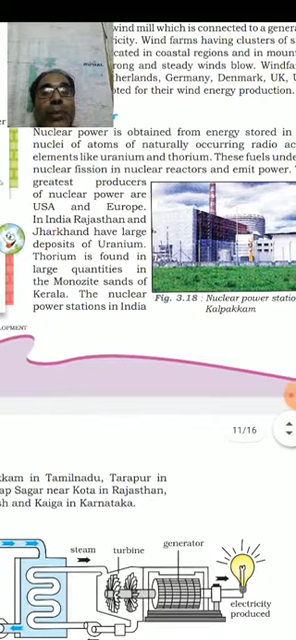 wind mill which is connected to a genera
icity. Wind farms having clusters of s
cated in coastal regions and in mount
rong and steady winds blow. Windfa
herlands, Germany, Denmark, UK, U
oted for their wind energy production.
Nuclear power is obtained from energy stored in
nuclei of atoms of naturally occurring radio ac
elements like uranium and thorium. These fuels unde
nuclear fission in nuclear reactors and emit power.
greatest producers
of nuclear power are
USA and Europe.
In India Rajasthan and
Jharkhand have large
deposits of Uranium.
Thorium is found in
large quantities in
the Monozite sands of
Kerala. The nuclear
power stations in India
Fig. 3.18 : Nuclear power statio
Kalpakkam
LOPMENT
11/16
kam in Tamilnadu, Tarapur in
ap Sagar near Kota in Rajasthan,
sh and Kaiga in Karnataka.
steam
turbine
generator
electricity
produced